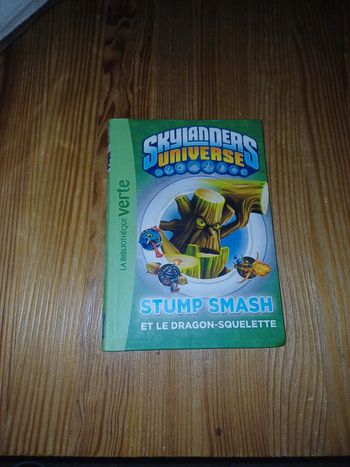 SKYLANDERS
UNIVERSE
LA BIBLIOTHÈQUE verte
STUMP SMASH
ET LE DRAGON-SQUELETTE